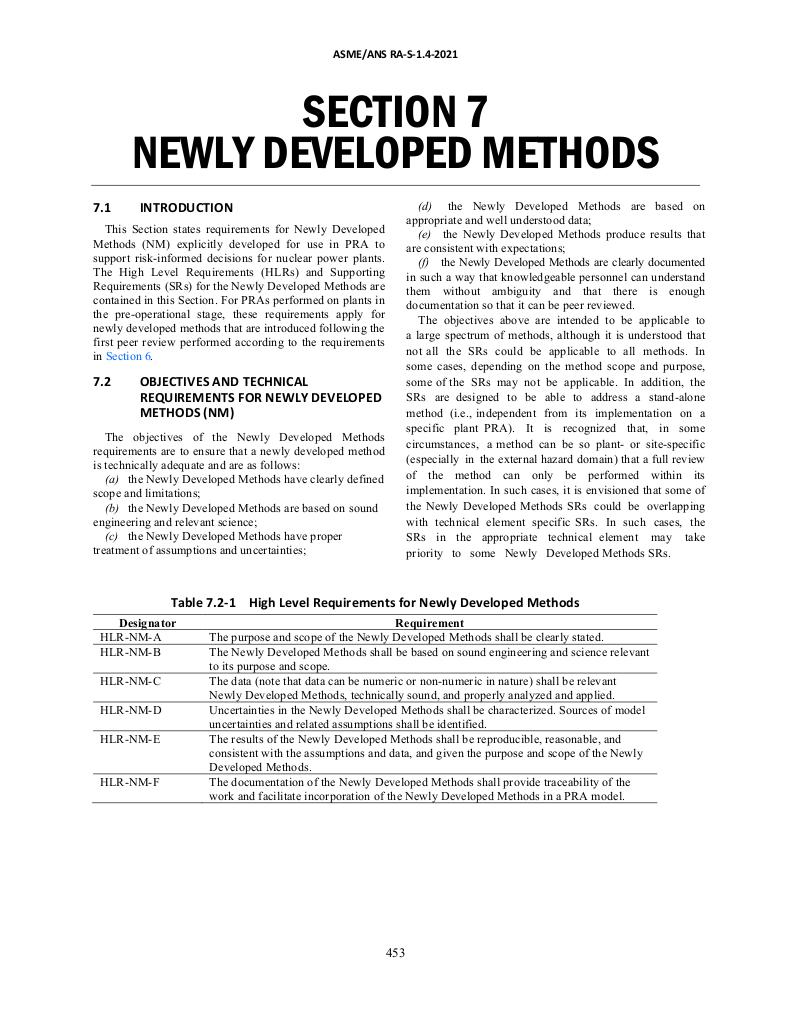 ASME/ANS RA-S-1.4-2021
SECTION 7
NEWLY DEVELOPED METHODS
7.1 INTRODUCTION
This Section states requirements for Newly Developed
Methods (NM) explicitly developed for use in PRA to
support risk-informed decisions for nuclear power plants.
The High Level Requirements (HLRs) and Supporting
Requirements (SRs) for the Newly Developed Methods are
contained in this Section. For PRAs performed on plants in
the pre-operational stage, these requirements apply for
newly developed methods that are introduced following the
first peer review performed according to the requirements
in Section 6.
7.2 OBJECTIVES AND TECHNICAL
REQUIREMENTS FOR NEWLY DEVELOPED
METHODS (NM)
The objectives of the Newly Developed Methods
requirements are to ensure that a newly developed method
is technically adequate and are as follows:
(a) the Newly Developed Methods have clearly defined
scope and limitations;
(b) the Newly Developed Methods are based on sound
engineering and relevant science;
(c) the Newly Developed Methods have proper
treatment of assumptions and uncertainties;
(d) the Newly Developed Methods are based on
appropriate and well understood data;
(e) the Newly Developed Methods produce results that
are consistent with expectations;
(f) the Newly Developed Methods are clearly documented
in such a way that knowledgeable personnel can understand
them without ambiguity and that there is enough
documentation so that it can be peer reviewed.
The objectives above are intended to be applicable to
a large spectrum of methods, although it is understood that
not all the SRs could be applicable to all methods. In
some cases, depending on the method scope and purpose,
some of the SRs may not be applicable. In addition, the
SRs are designed to be able to address a stand-alone
method (i.e., independent from its implementation on a
specific plant PRA). It is recognized that, in some
circumstances, a method can be so plant- or site-specific
(especially in the external hazard domain) that a full review
of the method can only be performed within its
implementation. In such cases, it is envisioned that some of
the Newly Developed Methods SRs could be overlapping
with technical element specific SRs. In such cases, the
SRs in the appropriate technical element may take
priority to some Newly Developed Methods SRs.
Table 7.2-1 High Level Requirements for Newly Developed Methods
Designator Requirement
HLR-NM-A The purpose and scope of the Newly Developed Methods shall be clearly stated.
HLR-NM-B The Newly Developed Methods shall be based on sound engineering and science relevant
to its purpose and scope.
HLR-NM-C The data (note that data can be numeric or non-numeric in nature) shall be relevant
Newly Developed Methods, technically sound, and properly analyzed and applied.
HLR-NM-D Uncertainties in the Newly Developed Methods shall be characterized. Sources of model
uncertainties and related assumptions shall be identified.
HLR-NM-E The results of the Newly Developed Methods shall be reproducible, reasonable, and
consistent with the assumptions and data, and given the purpose and scope of the Newly
Developed Methods.
HLR-NM-F The documentation of the Newly Developed Methods shall provide traceability of the
work and facilitate incorporation of the Newly Developed Methods in a PRA model.
453